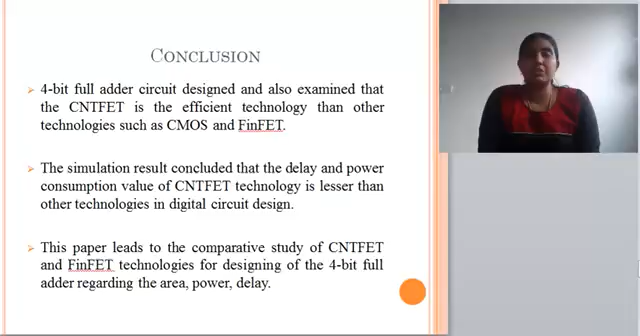 CONCLUSION
4-bit full adder circuit designed and also examined that
the CNTFET is the efficient technology than other
technologies such as CMOS and FinFET.
The simulation result concluded that the delay and power
consumption value of CNTFET technology is lesser than
other technologies in digital circuit design.
This paper leads to the comparative study of CNTFET
and FinFET technologies for designing of the 4-bit full
adder regarding the area, power, delay.